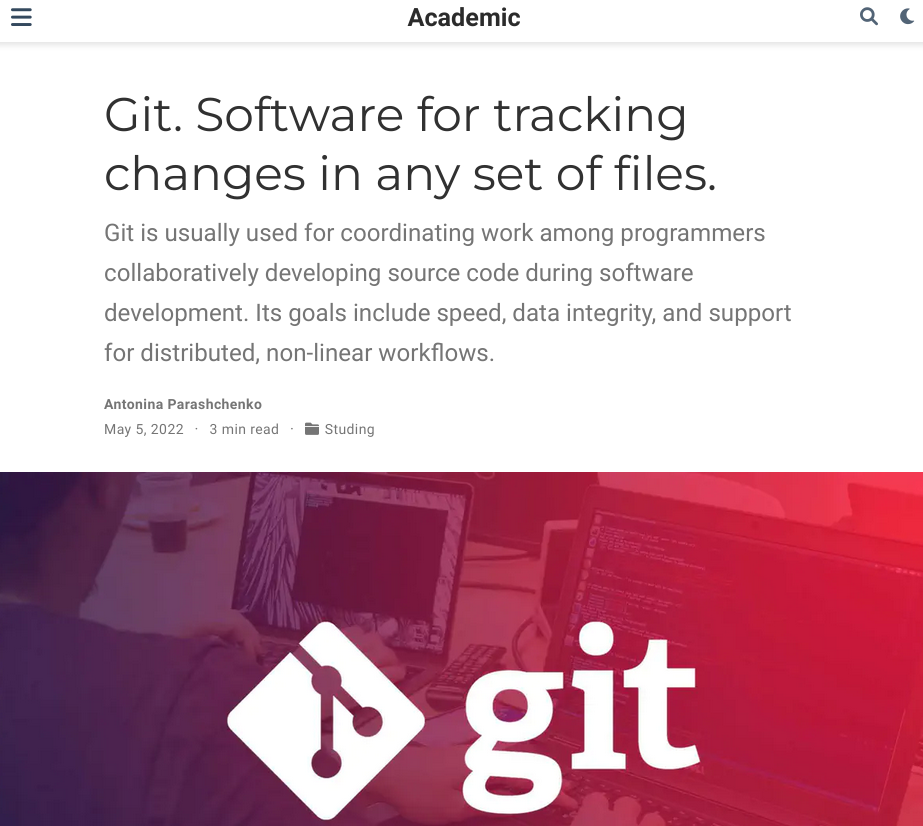 Academic
Git. Software for tracking
changes in any set of files.
Git is usually used for coordinating work among programmers
collaboratively developing source code during software
development. Its goals include speed, data integrity, and support
for distributed, non-linear workflows.
Antonina Parashchenko
May 5, 2022 · 3 min read · Studing
git